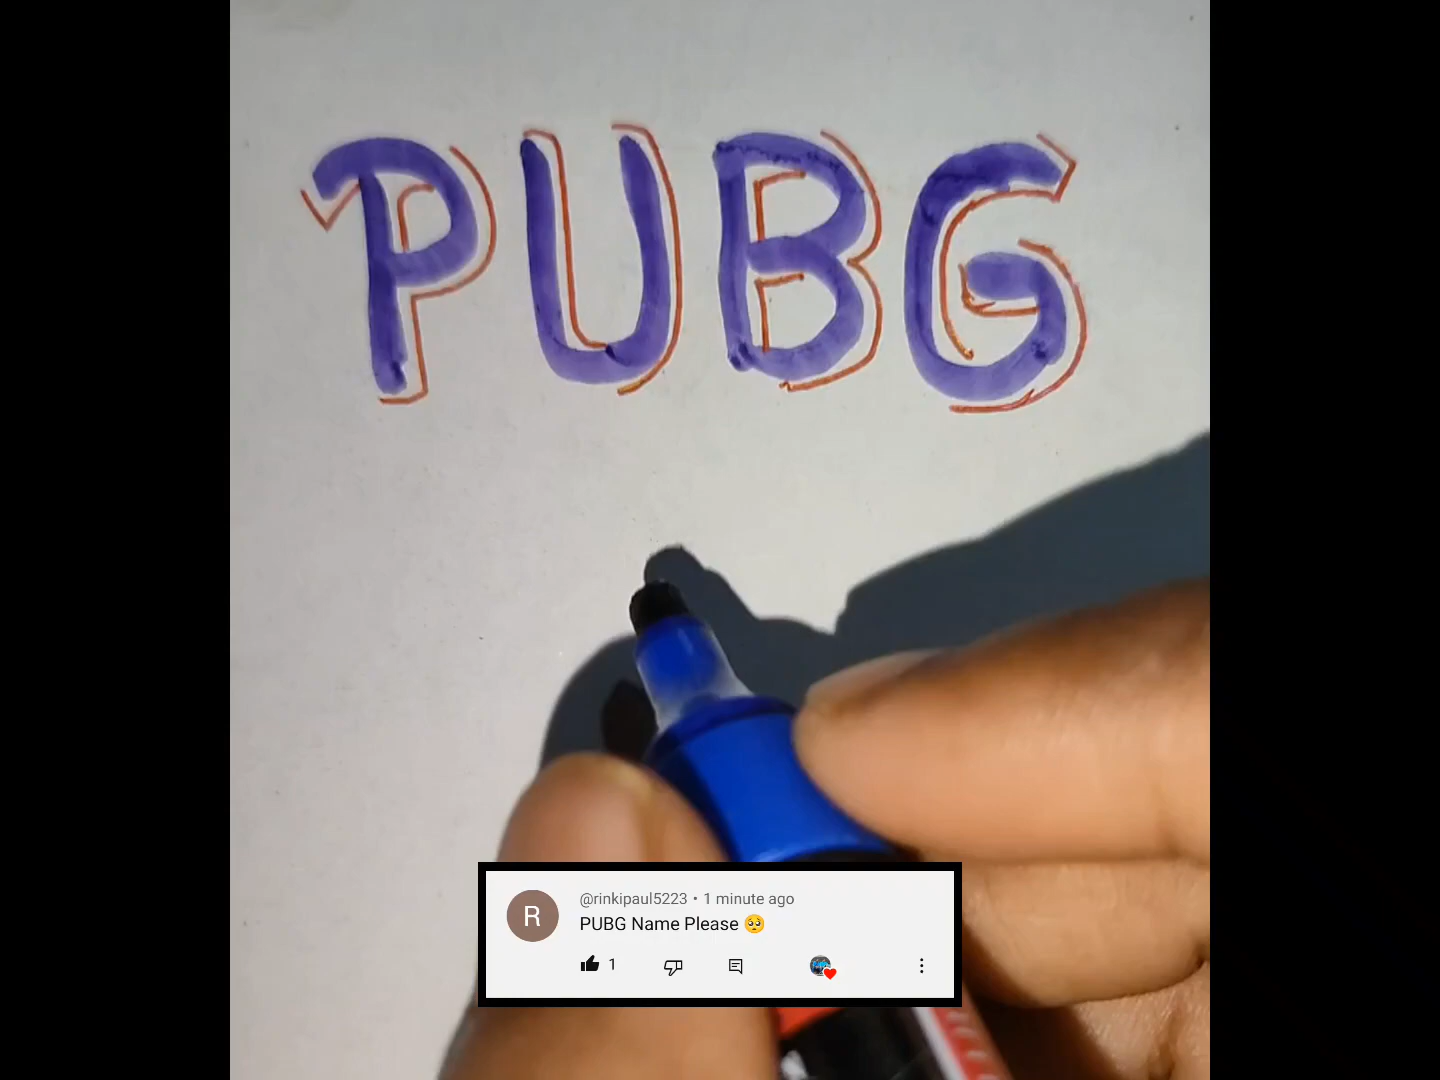 PUBG
R
@rinkipaul5223 • 1 minute ago
PUBG Name Please 🥺
1